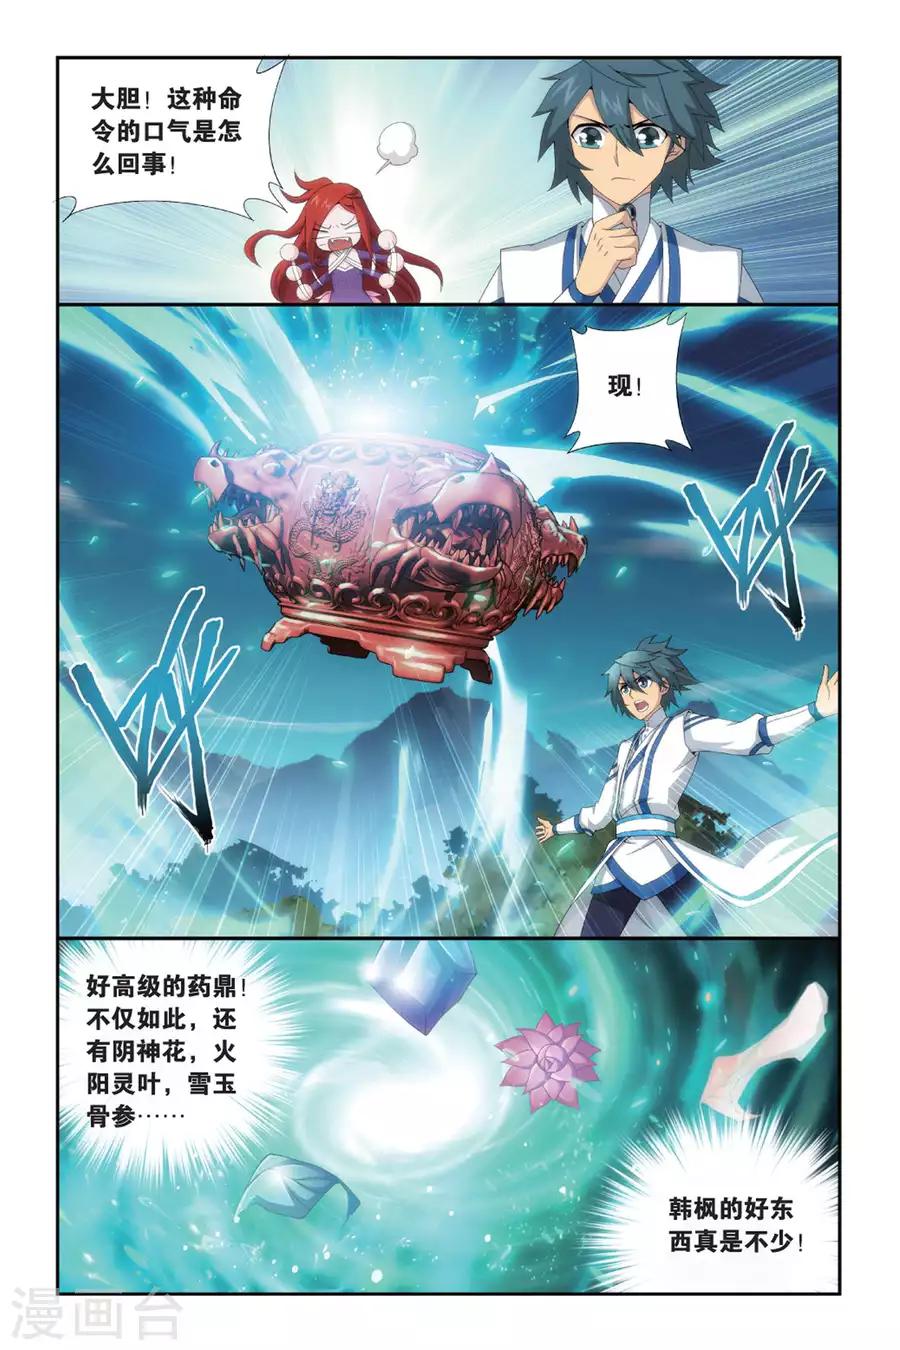 大胆！这种命
令的口气是怎
么回事！
现！
好高级的药鼎！
不仅如此，还
有阴神花，火
阳灵叶，雪玉
骨参……
韩枫的好东
西真是不少！
漫画台